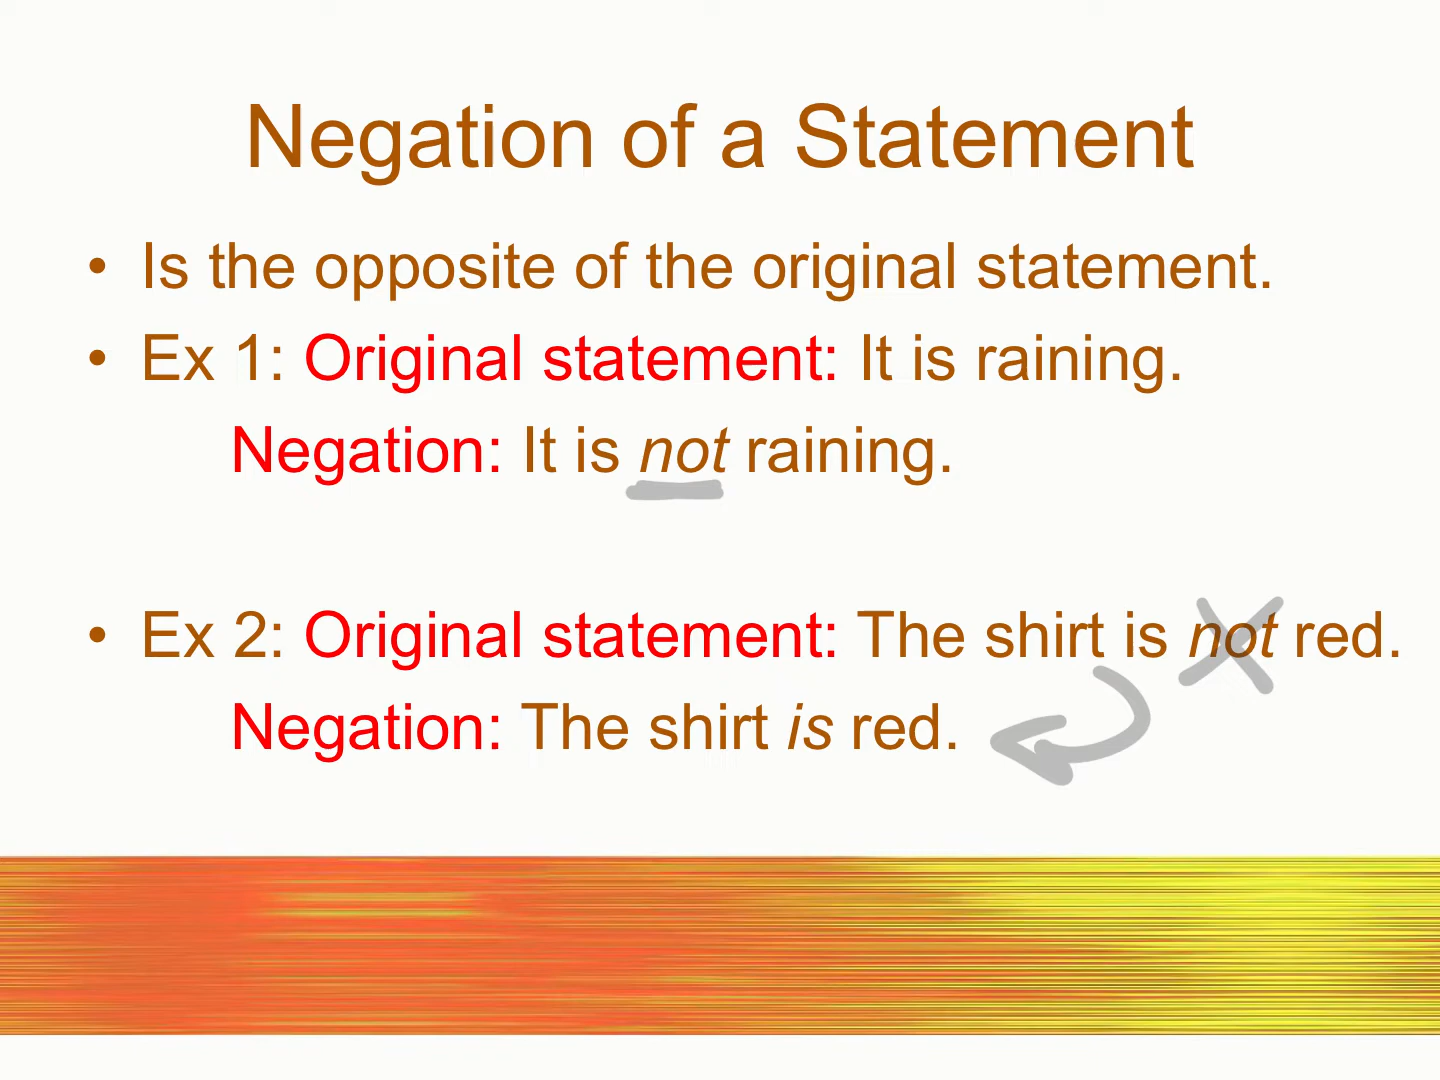 Negation of a Statement
• Is the opposite of the original statement.
• Ex 1: Original statement: It is raining.
Negation: It is not raining.
• Ex 2: Original statement: The shirt is not red.
Negation: The shirt is red.